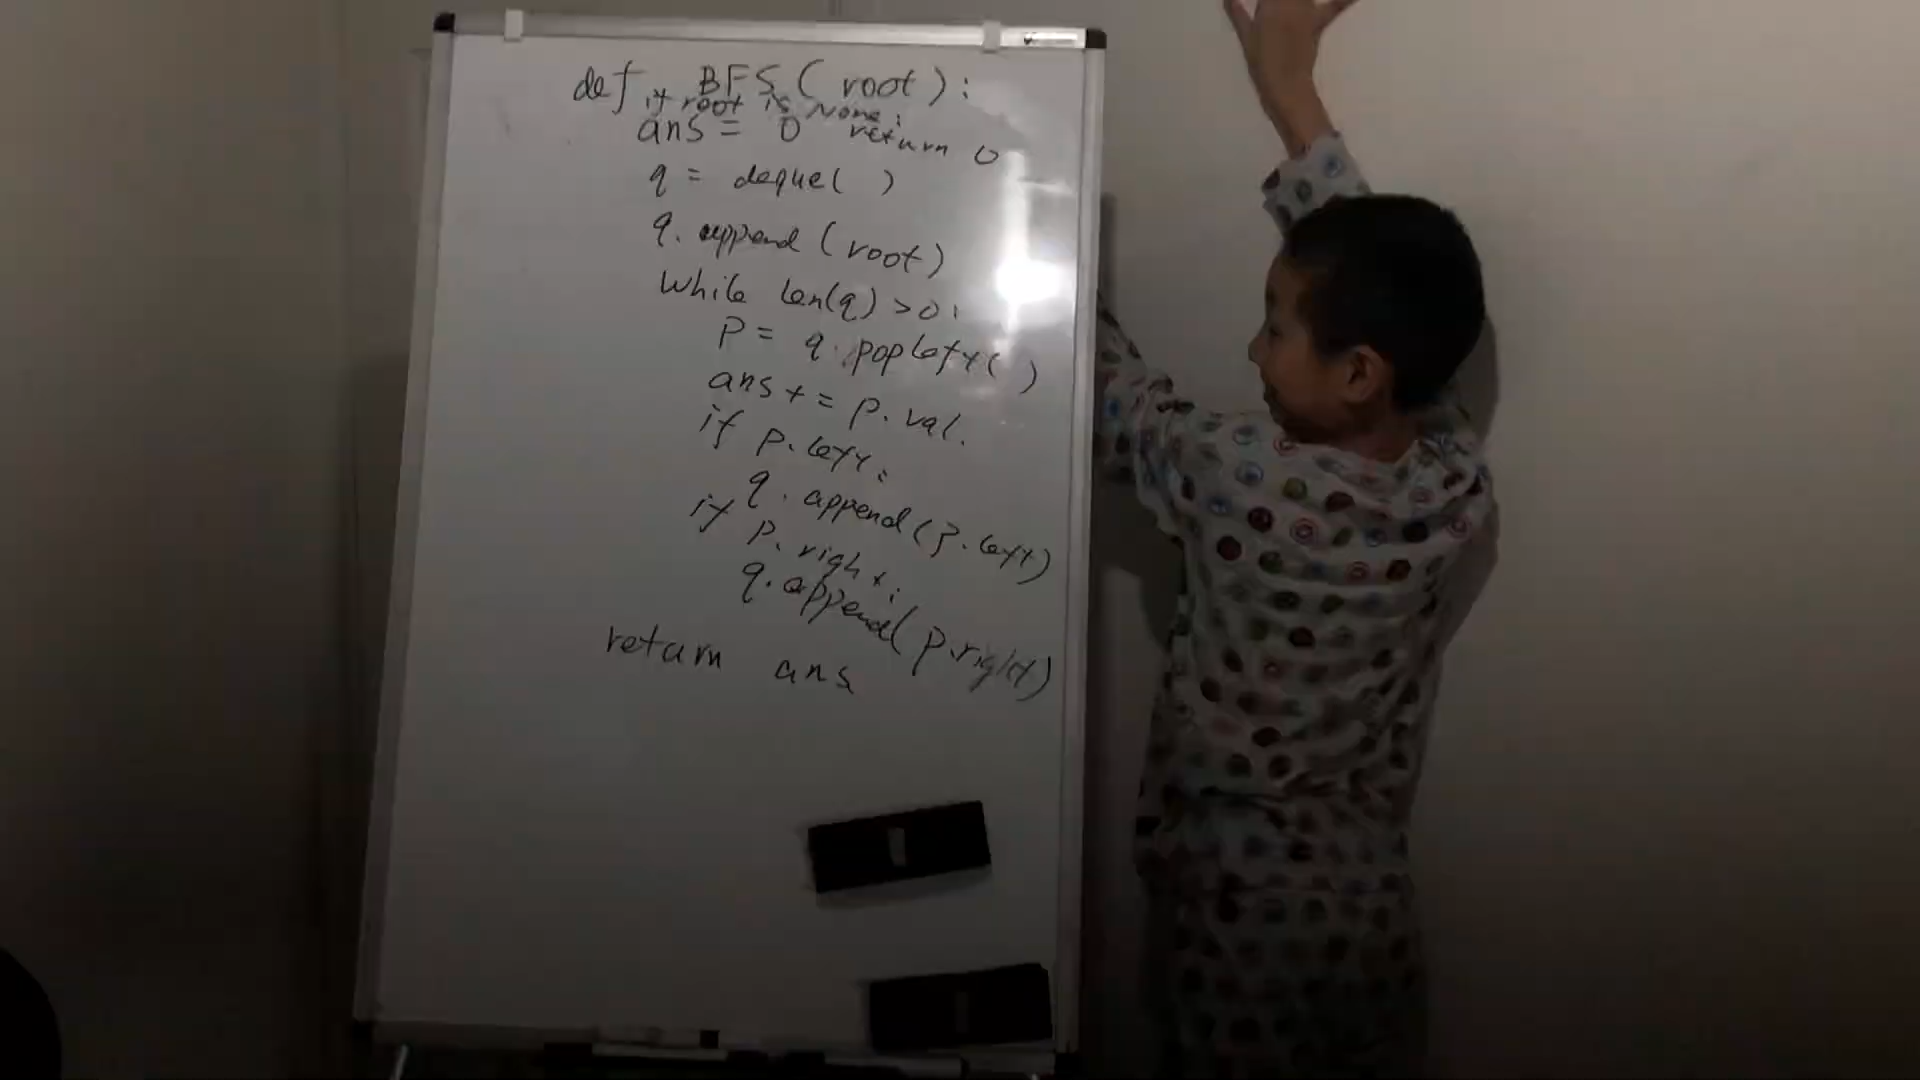 def BFS(root):
if root is None:
return 0
ans = 0
q = deque( )
q. append (root)
While len(q) >0:
P = q. popleft( )
ans += p. val.
if p. left:
q. append (p. left)
if p. right:
q. append( p.right)
return ans